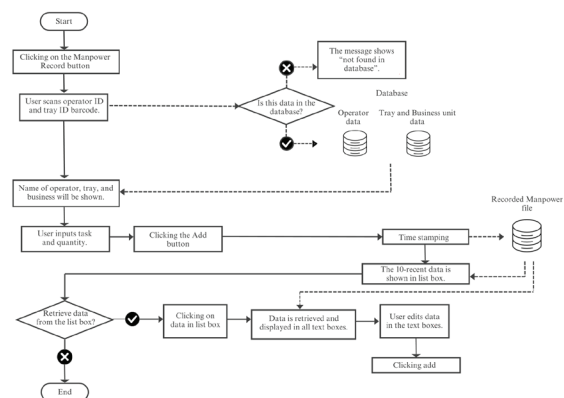 Start
Clicking on the Manpower
Record button
The message shows
"not found in
database".
User scans operator ID
and tray ID barcode.
Is this data in the
database?
Database
Operator
data
Tray and Business unit
data
Name of operator, tray, and
business will be shown.
Recorded Manpower
file
User inputs task
and quantity.
Clicking the Add
button
Time stamping
The 10-recent data is
shown in list box.
Retrieve data
from the list box?
Clicking on
data in list box
Data is retrieved and
displayed in all text boxes.
User edits data
in the text boxes.
Clicking add
End